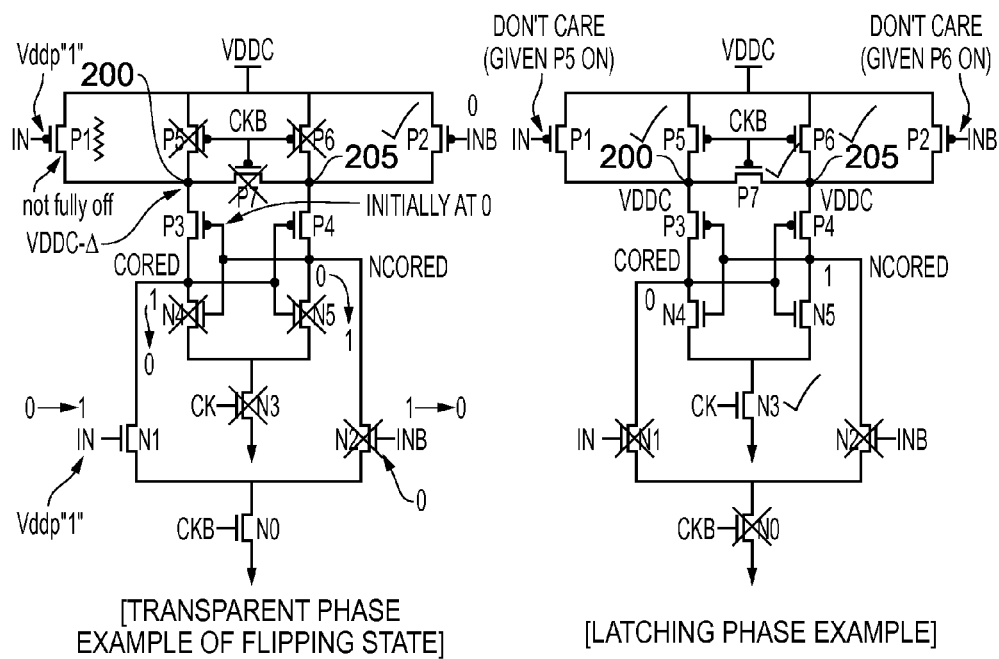 Vddp"1"
200
VDDC
IN
P1
P5
CKB
P6
P2
0
INB
205
P7
not fully off
VDDC-Δ
INITIALLY AT 0
P3
P4
CORED
NCORED
1
0
0
1
N4
N5
0→1
CK
N3
1→0
IN
N1
N2
INB
Vddp"1"
0
CKB
N0
[TRANSPARENT PHASE
EXAMPLE OF FLIPPING STATE]
DON'T CARE
(GIVEN P5 ON)
VDDC
DON'T CARE
(GIVEN P6 ON)
IN
P1
P5
CKB
P6
P2
INB
200
205
VDDC
P7
VDDC
P3
P4
CORED
NCORED
0
1
N4
N5
CK
N3
IN
N1
N2
INB
CKB
N0
[LATCHING PHASE EXAMPLE]